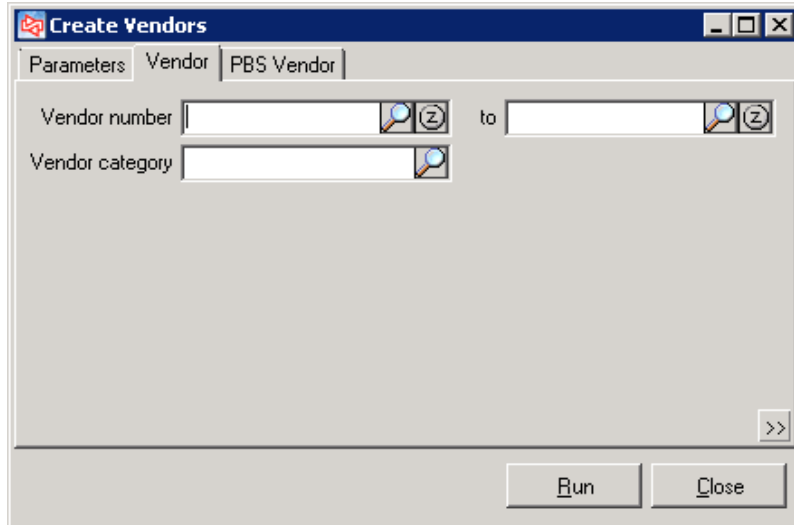 Create Vendors
Parameters Vendor PBS Vendor
Vendor number Z to Z
Vendor category
>>
Run Close